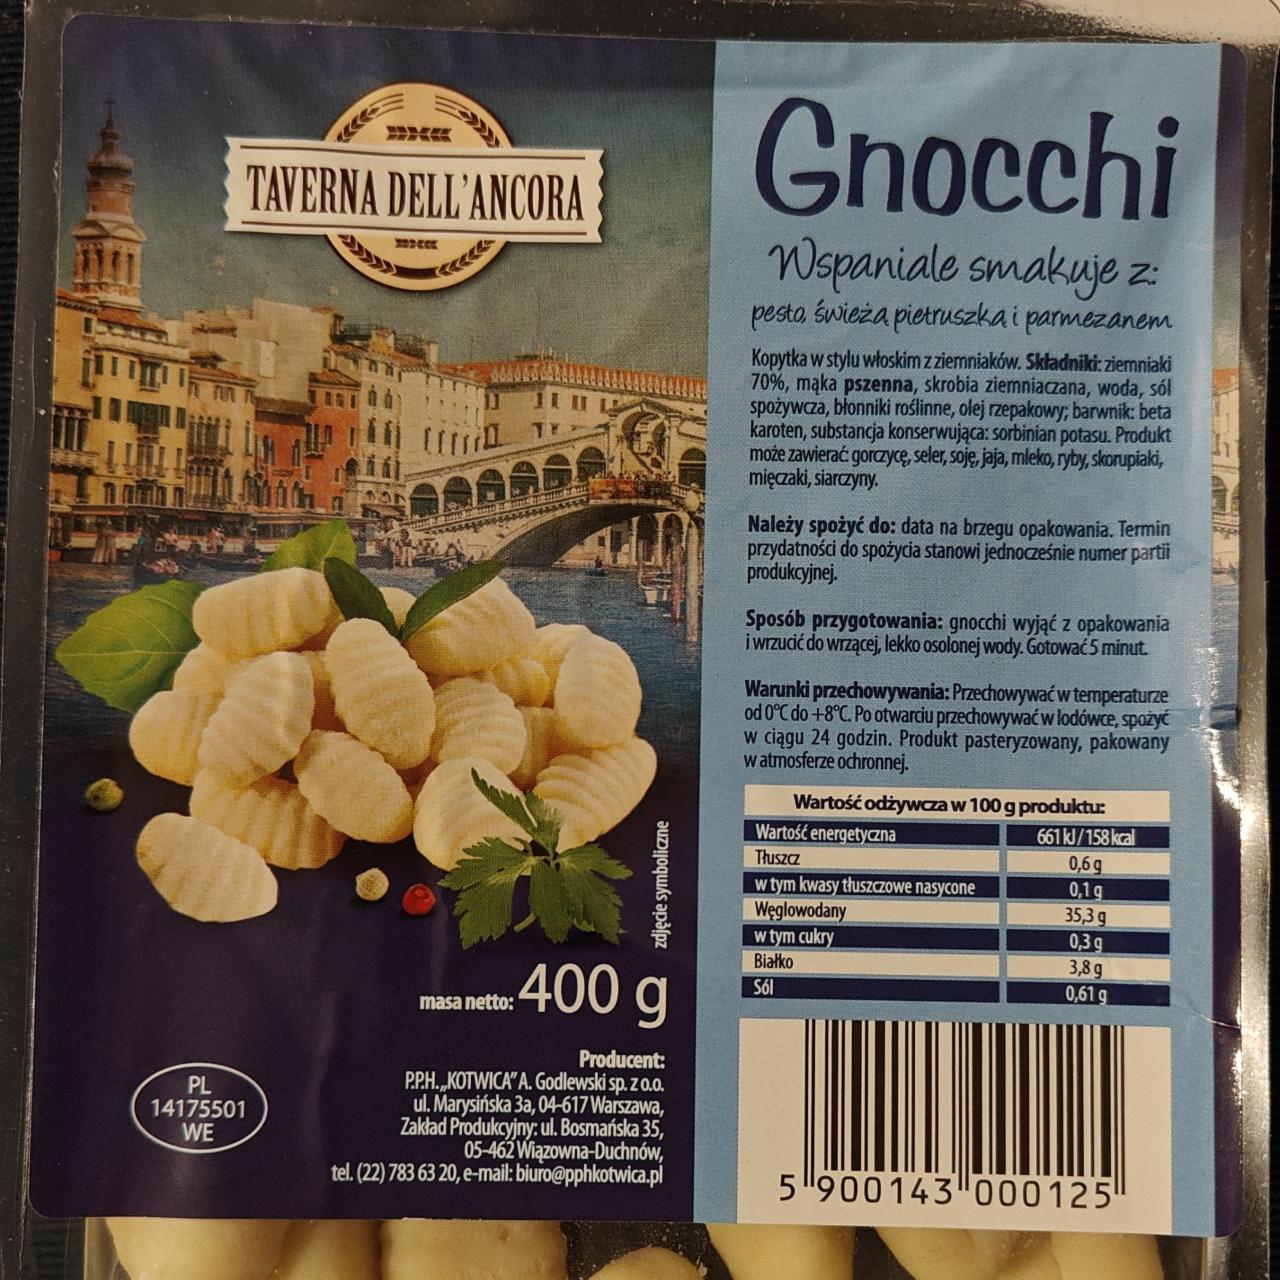 TAVERNA DELL'ANCORA
Gnocchi
Wspaniale smakuje z:
pesto, świeżą pietruszką i parmezanem
Kopytka w stylu włoskim z ziemniaków. Składniki: ziemniaki
70%, mąka pszenna, skrobia ziemniaczana, woda, sól
spożywcza, błonniki roślinne, olej rzepakowy; barwnik: beta
karoten, substancja konserwująca: sorbinian potasu. Produkt
może zawierać: gorczycę, seler, soję, jaja, mleko, ryby, skorupiaki,
mięczaki, siarczyny.
Należy spożyć do: data na brzegu opakowania. Termin
przydatności do spożycia stanowi jednocześnie numer partii
produkcyjnej.
Sposób przygotowania: gnocchi wyjąć z opakowania
i wrzucić do wrzącej, lekko osolonej wody. Gotować 5 minut.
Warunki przechowywania: Przechowywać w temperaturze
od 0°C do +8°C. Po otwarciu przechowywać w lodówce, spożyć
w ciągu 24 godzin. Produkt pasteryzowany, pakowany
w atmosferze ochronnej.
Wartość odżywcza w 100 g produktu:
Wartość energetyczna 661 kJ / 158 kcal
Tłuszcz 0,6 g
w tym kwasy tłuszczowe nasycone 0,1 g
Węglowodany 35,3 g
w tym cukry 0,3 g
Białko 3,8 g
Sól 0,61 g
5 900143 000125
zdjęcie symboliczne
masa netto: 400 g
Producent:
P.P.H. „KOTWICA" A. Godlewski sp. z o.o.
ul. Marysińska 3a, 04-617 Warszawa,
Zakład Produkcyjny: ul. Bosmańska 35,
05-462 Wiązowna-Duchnów,
tel. (22) 783 63 20, e-mail: biuro@pphkotwica.pl
PL
14175501
WE